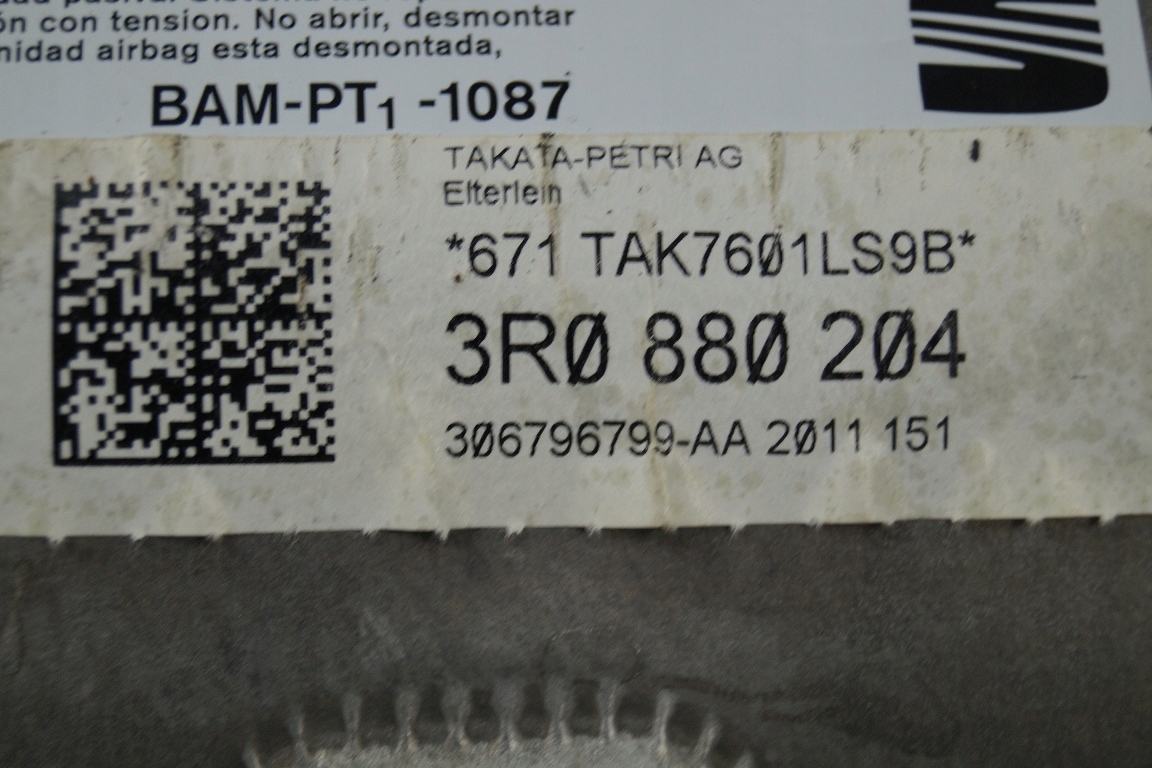 ón con tension. No abrir, desmontar
nidad airbag esta desmontada,
BAM-PT1 -1087
TAKATA-PETRI AG
Elterlein
*671 TAK7601LS9B*
3R0 880 204
306796799-AA 2011 151